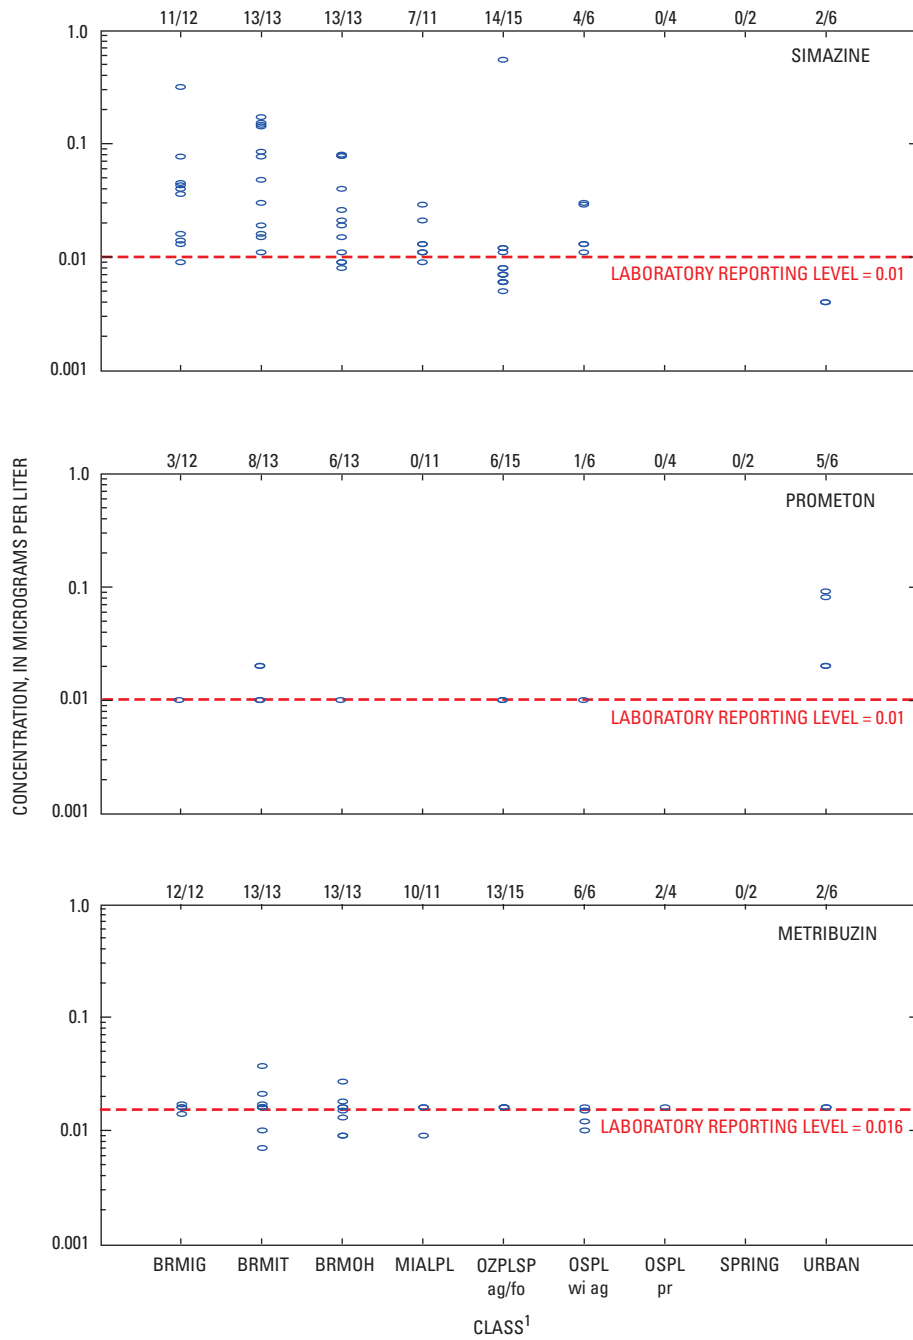 11/12 13/13 13/13 7/11 14/15 4/6 0/4 0/2 2/6
1.0
SIMAZINE
0.1
0.01
LABORATORY REPORTING LEVEL = 0.01
0.001
CONCENTRATION, IN MICROGRAMS PER LITER
3/12 8/13 6/13 0/11 6/15 1/6 0/4 0/2 5/6
1.0
PROMETON
0.1
0.01
LABORATORY REPORTING LEVEL = 0.01
0.001
12/12 13/13 13/13 10/11 13/15 6/6 2/4 0/2 2/6
1.0
METRIBUZIN
0.1
0.01
LABORATORY REPORTING LEVEL = 0.016
0.001
BRMIG BRMIT BRMOH MIALPL OZPLSP OSPL OSPL SPRING URBAN
ag/fo wi ag pr
CLASS¹